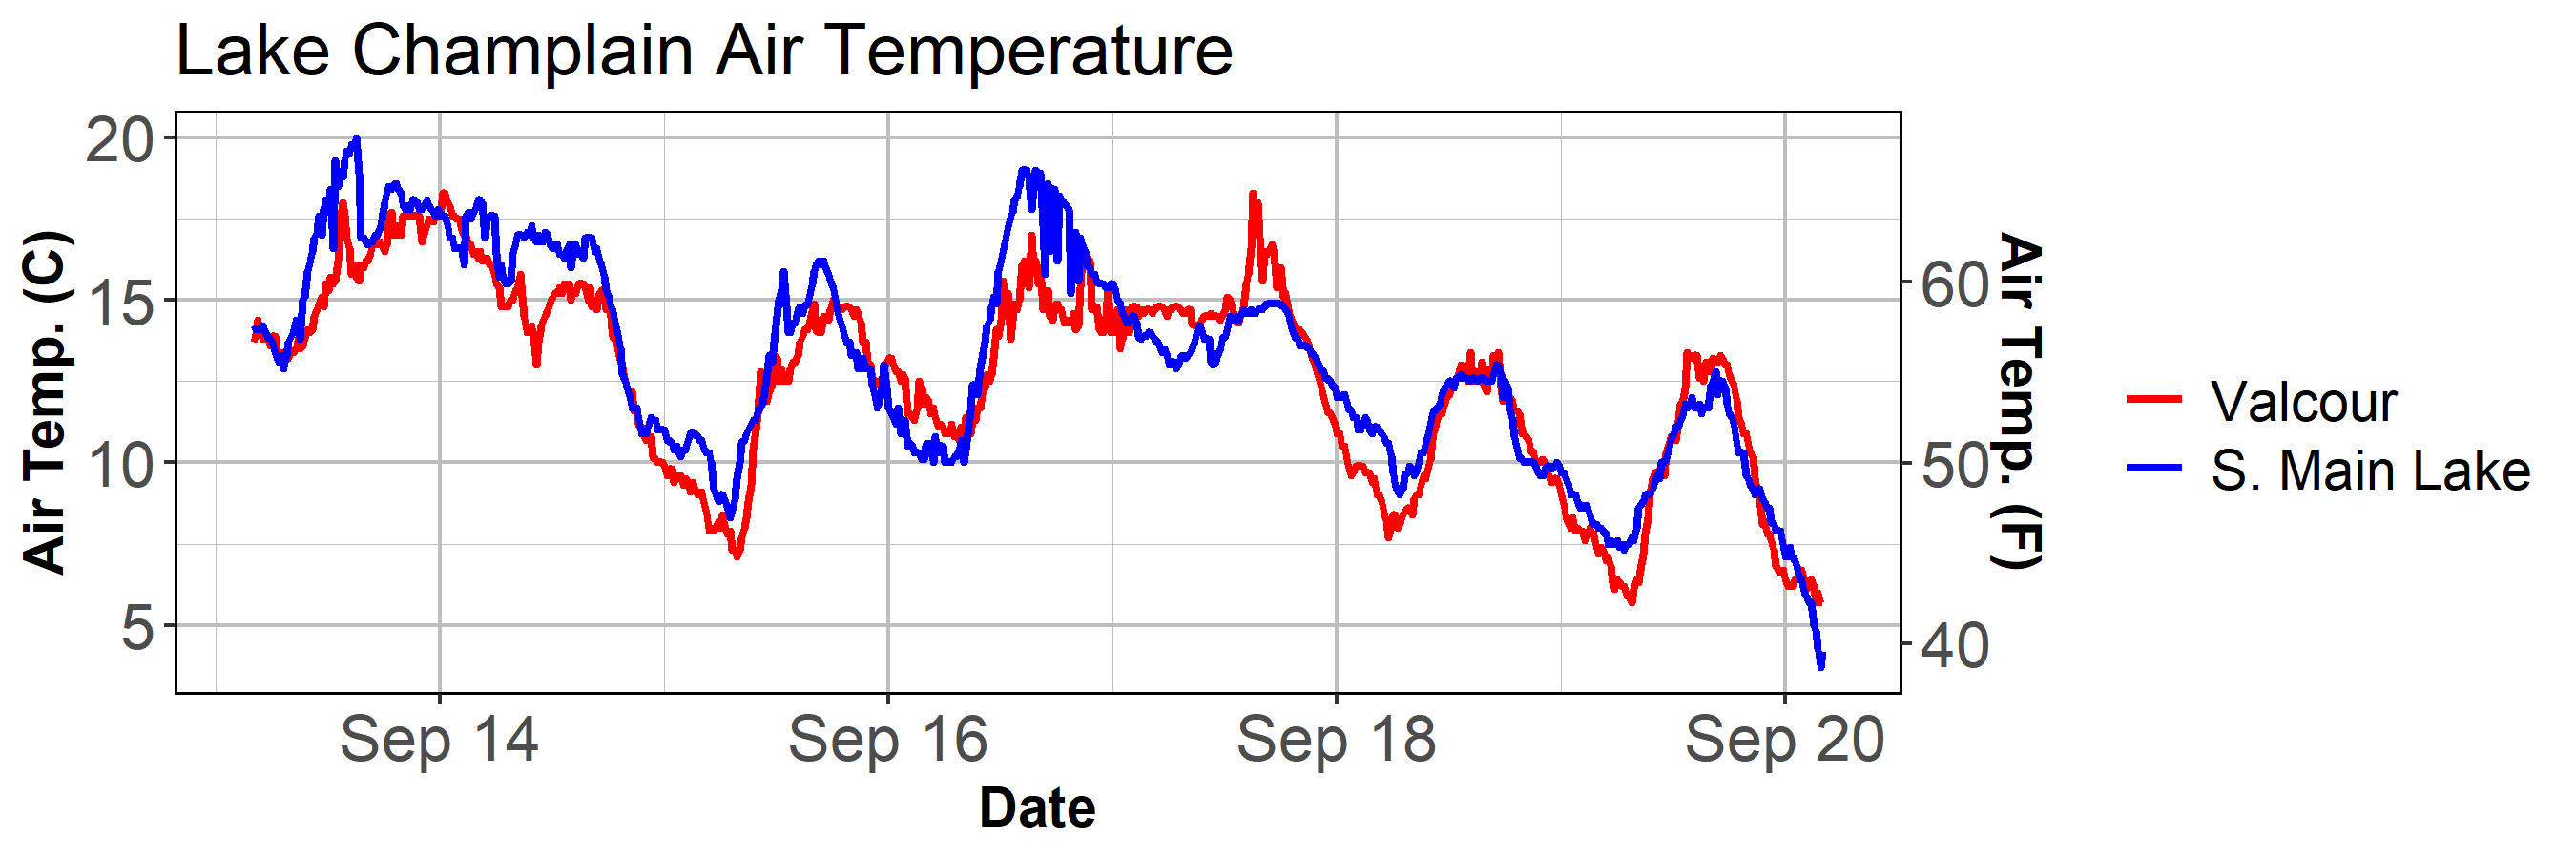 Lake Champlain Air Temperature
Air Temp. (C)
20
15
10
5
60
50
40
Air Temp. (F)
Sep 14
Sep 16
Sep 18
Sep 20
Date
Valcour
S. Main Lake